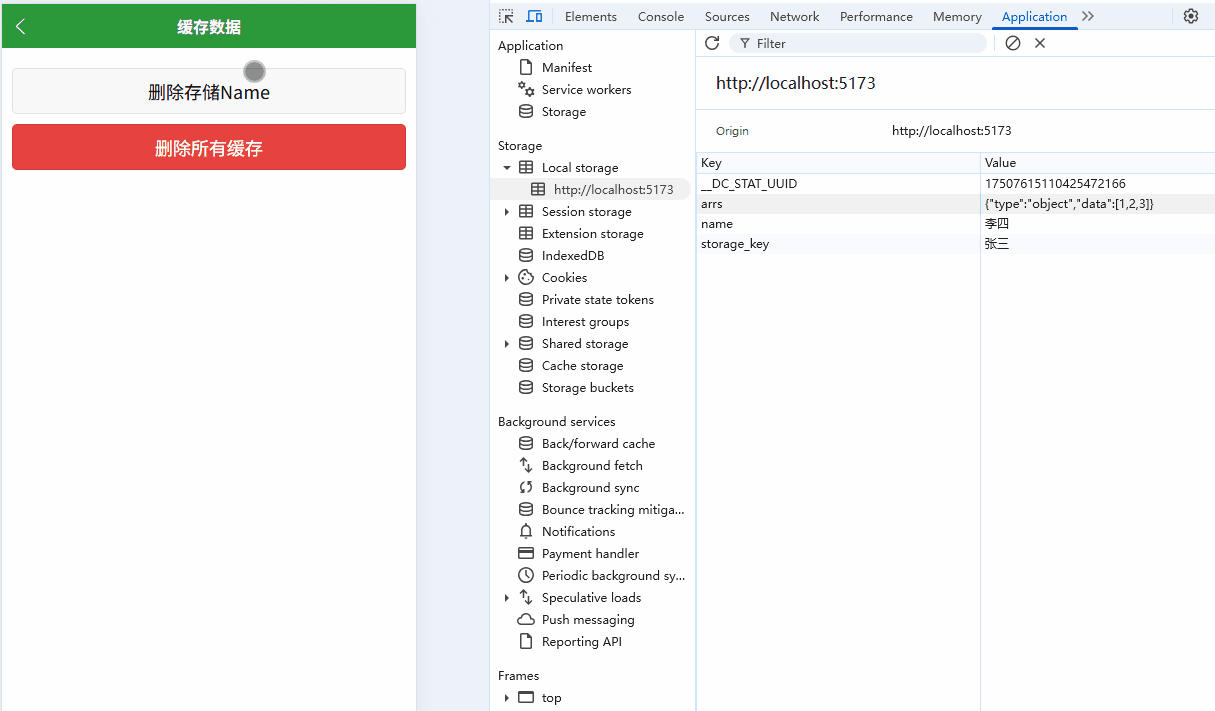 缓存数据
删除存储Name
删除所有缓存
Elements Console Sources Network Performance Memory Application
Application
Manifest
Service workers
Storage
Storage
Local storage
http://localhost:5173
Session storage
Extension storage
IndexedDB
Cookies
Private state tokens
Interest groups
Shared storage
Cache storage
Storage buckets
Background services
Back/forward cache
Background fetch
Background sync
Bounce tracking mitiga...
Notifications
Payment handler
Periodic background sy...
Speculative loads
Push messaging
Reporting API
Frames
top
Filter
http://localhost:5173
Origin http://localhost:5173
Key Value
__DC_STAT_UUID 17507615110425472166
arrs {"type":"object","data":[1,2,3]}
name 李四
storage_key 张三